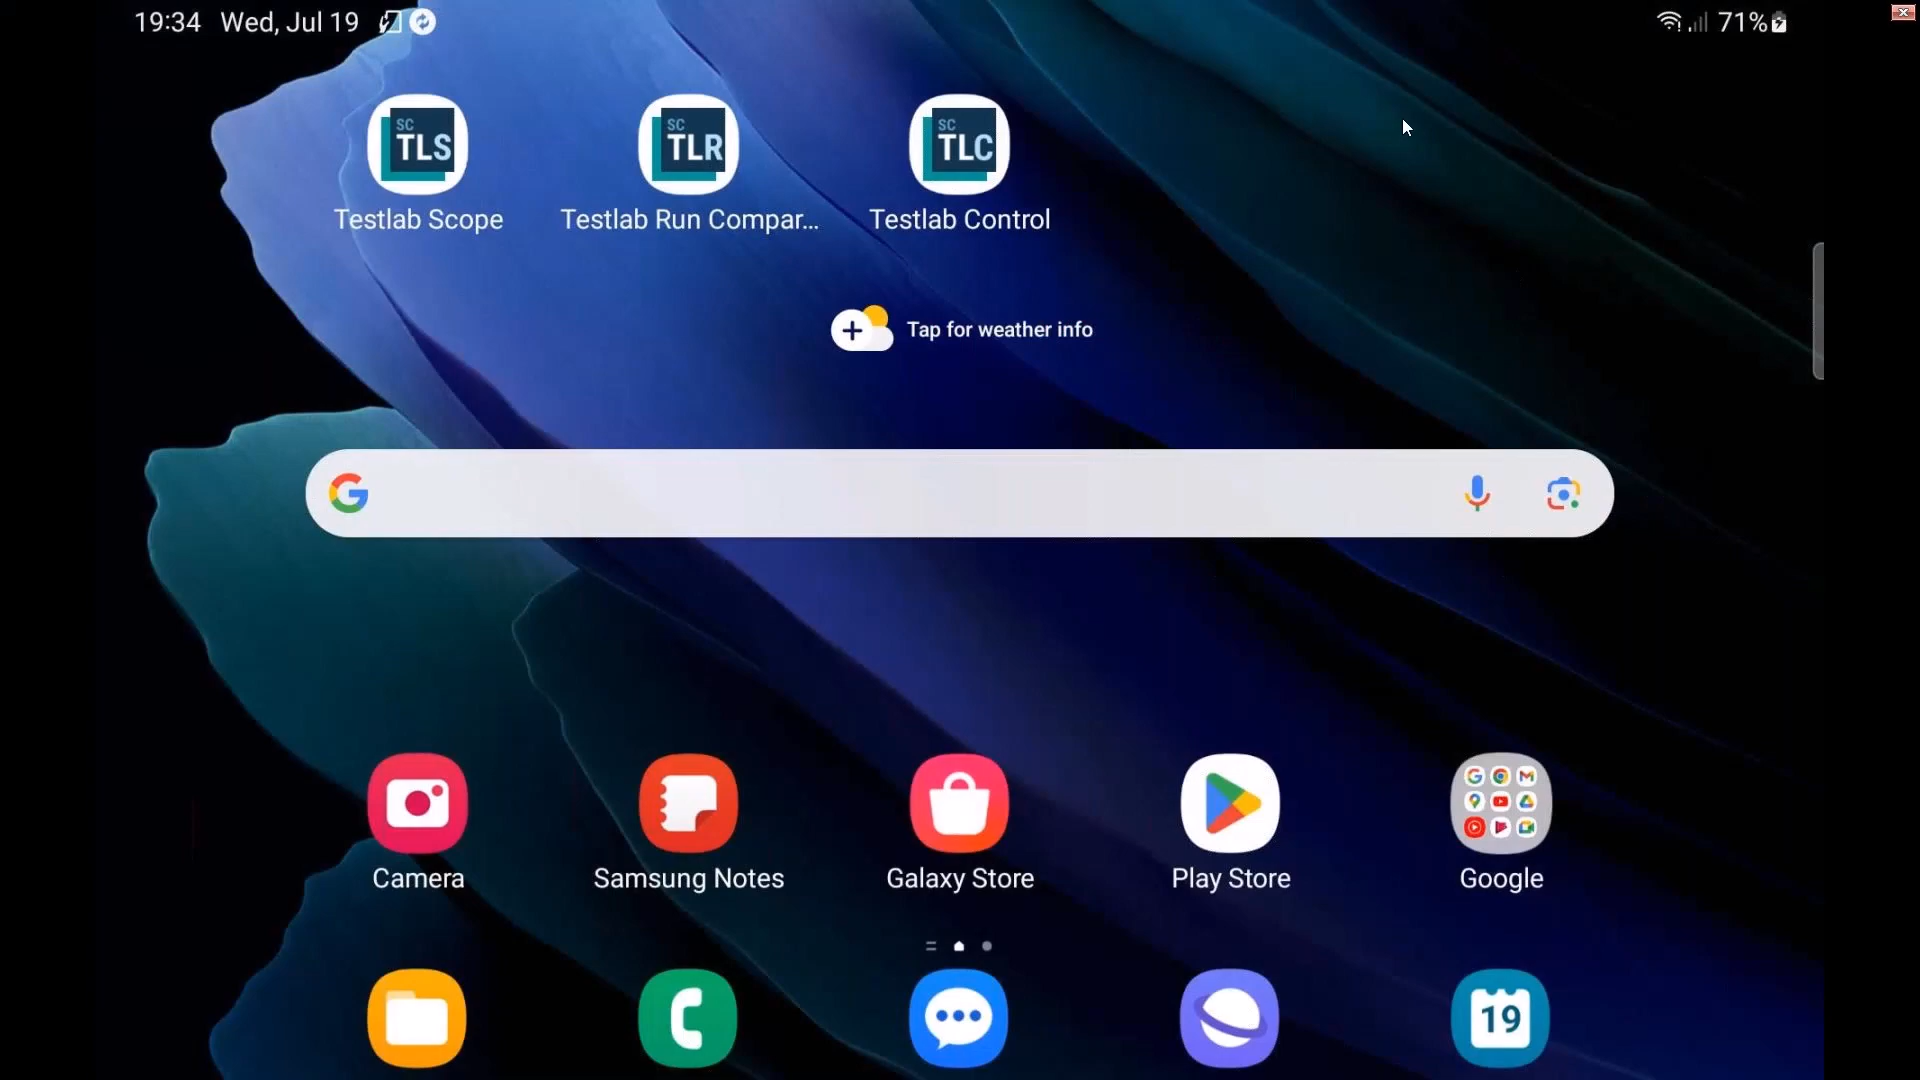 19:34 Wed, Jul 19
71%
SC
TLS
SC
TLR
SC
TLC
Testlab Scope
Testlab Run Compar...
Testlab Control
Tap for weather info
Camera
Samsung Notes
Galaxy Store
Play Store
Google
19